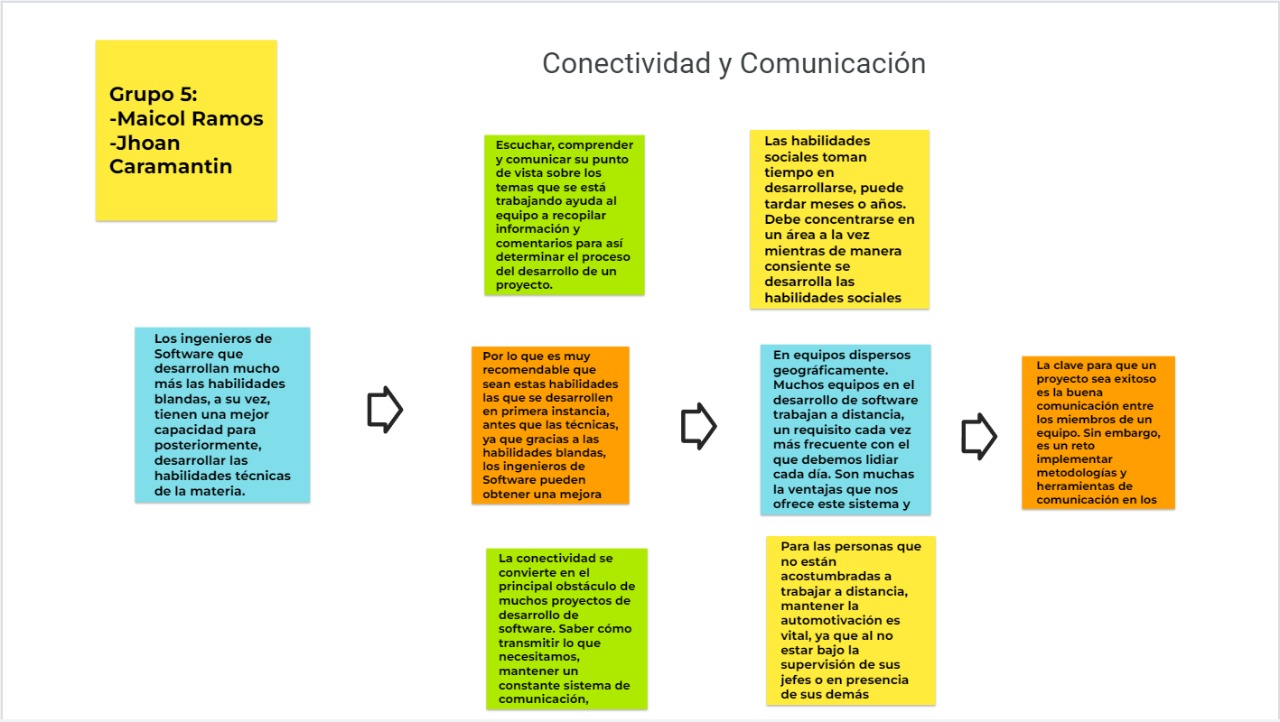 Conectividad y Comunicación
Grupo 5:
-Maicol Ramos
-Jhoan
Caramantin
Escuchar, comprender
y comunicar su punto
de vista sobre los
temas que se está
trabajando ayuda al
equipo a recopilar
información y
comentarios para así
determinar el proceso
del desarrollo de un
proyecto.
Las habilidades
sociales toman
tiempo en
desarrollarse, puede
tardar meses o años.
Debe concentrarse en
un área a la vez
mientras de manera
consiente se
desarrolla las
habilidades sociales
Los ingenieros de
Software que
desarrollan mucho
más las habilidades
blandas, a su vez,
tienen una mejor
capacidad para
posteriormente,
desarrollar las
habilidades técnicas
de la materia.
Por lo que es muy
recomendable que
sean estas habilidades
las que se desarrollen
en primera instancia,
antes que las técnicas,
ya que gracias a las
habilidades blandas,
los ingenieros de
Software pueden
obtener una mejora
En equipos dispersos
geográficamente.
Muchos equipos en el
desarrollo de software
trabajan a distancia,
un requisito cada vez
más frecuente con el
que debemos lidiar
cada día. Son muchas
la ventajas que nos
ofrece este sistema y
La clave para que un
proyecto sea exitoso
es la buena
comunicación entre
los miembros de un
equipo. Sin embargo,
es un reto
implementar
metodologías y
herramientas de
comunicación en los
La conectividad se
convierte en el
principal obstáculo de
muchos proyectos de
desarrollo de
software. Saber cómo
transmitir lo que
necesitamos,
mantener un
constante sistema de
comunicación,
Para las personas que
no están
acostumbradas a
trabajar a distancia,
mantener la
automotivación es
vital, ya que al no
estar bajo la
supervisión de sus
jefes o en presencia
de sus demás